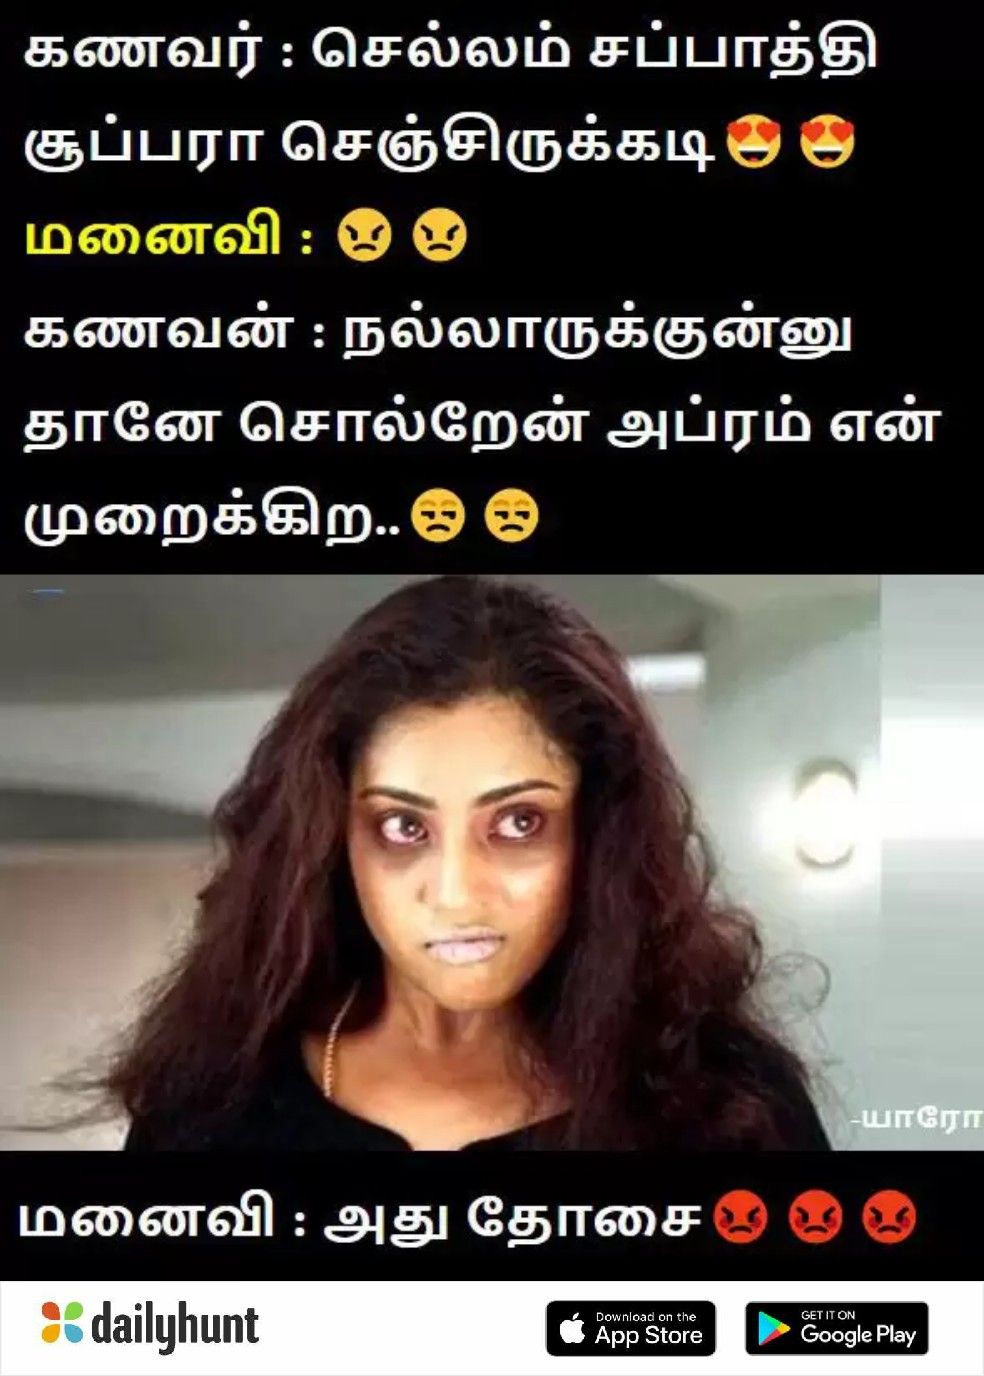 கணவர் : செல்லம் சப்பாத்தி
சூப்பரா செஞ்சிருக்கடி😍 😍
மனைவி : 😠 😠
கணவன் : நல்லாருக்குன்னு
தானே சொல்றேன் அப்ரம் என்
முறைக்கிற..😒 😒
-யாரோ
மனைவி : அது தோசை😡 😡 😡
dailyhunt
Download on the
App Store
GET IT ON
Google Play